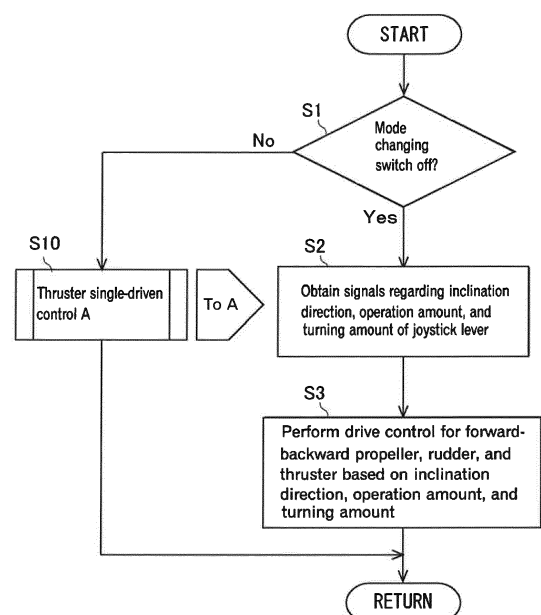 START
S1
Mode
changing
switch off?
No
Yes
S10
Thruster single-driven
control A
To A
S2
Obtain signals regarding inclination
direction, operation amount, and
turning amount of joystick lever
S3
Perform drive control for forward-
backward propeller, rudder, and
thruster based on inclination
direction, operation amount, and
turning amount
RETURN